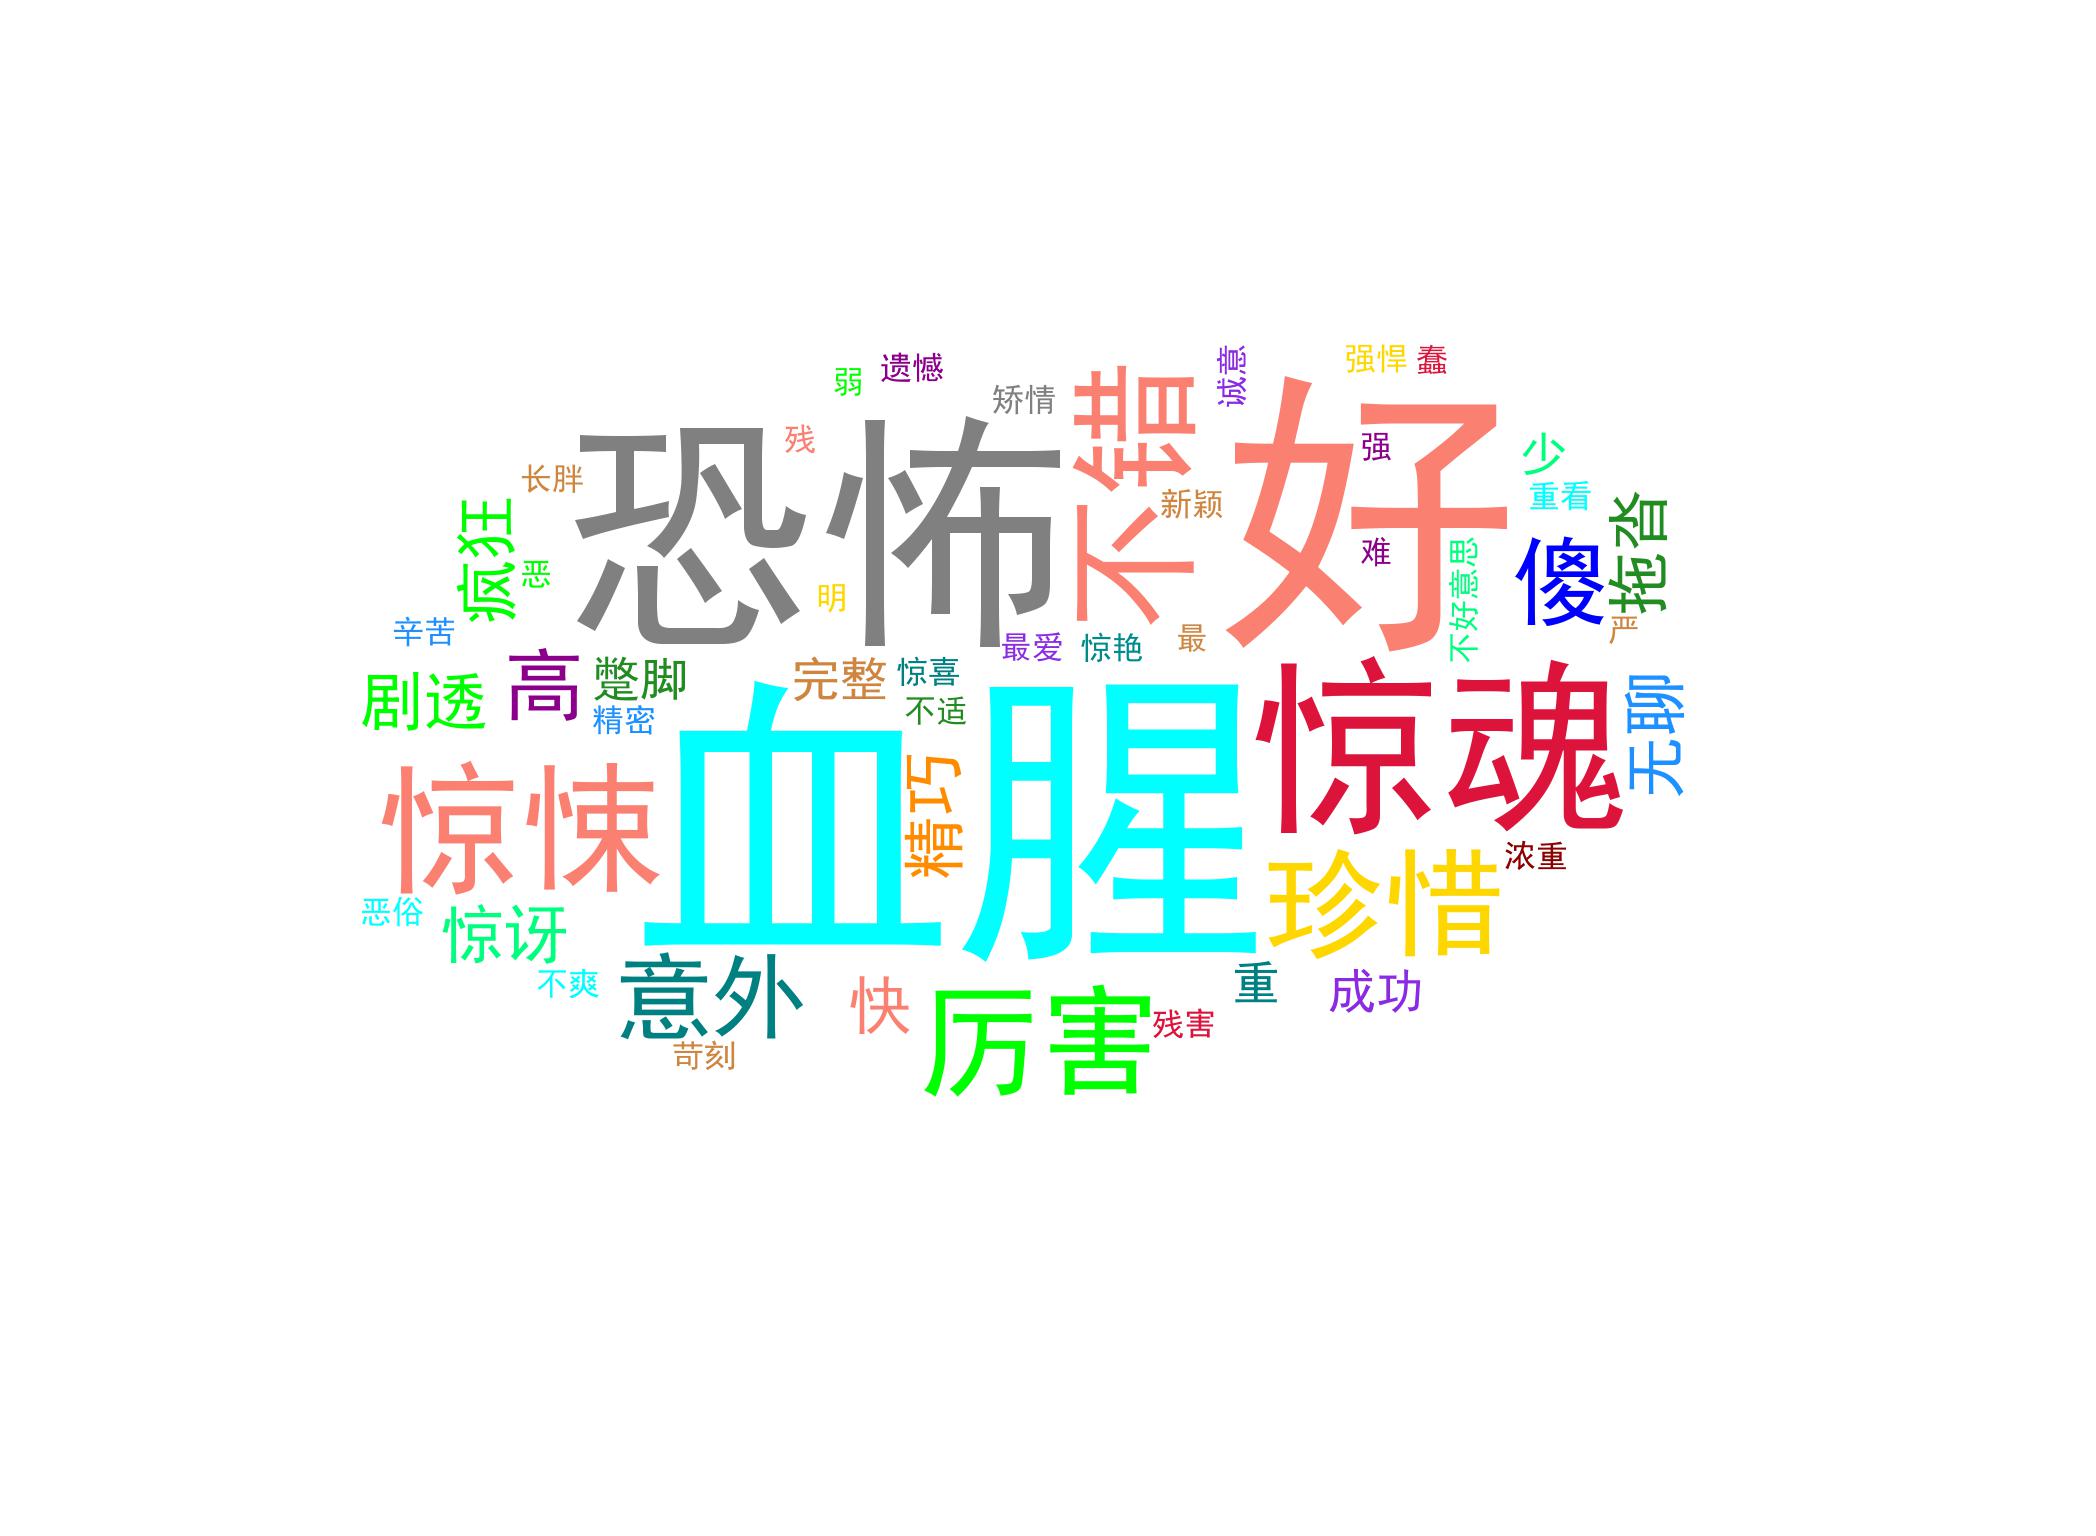 诚意
强悍
蠢
弱
遗憾
矫情
不错
好
残
恐怖
强
少
长胖
新颖
重看
疯狂
拖沓
恶
难
不好意思
傻
明
辛苦
最爱
惊艳
最
严
剧透
高
蹩脚
完整
惊喜
精密
不适
血腥
惊魂
无聊
惊悚
精巧
珍惜
浓重
恶俗
惊讶
不爽
意外
快
厉害
重
成功
残害
苛刻